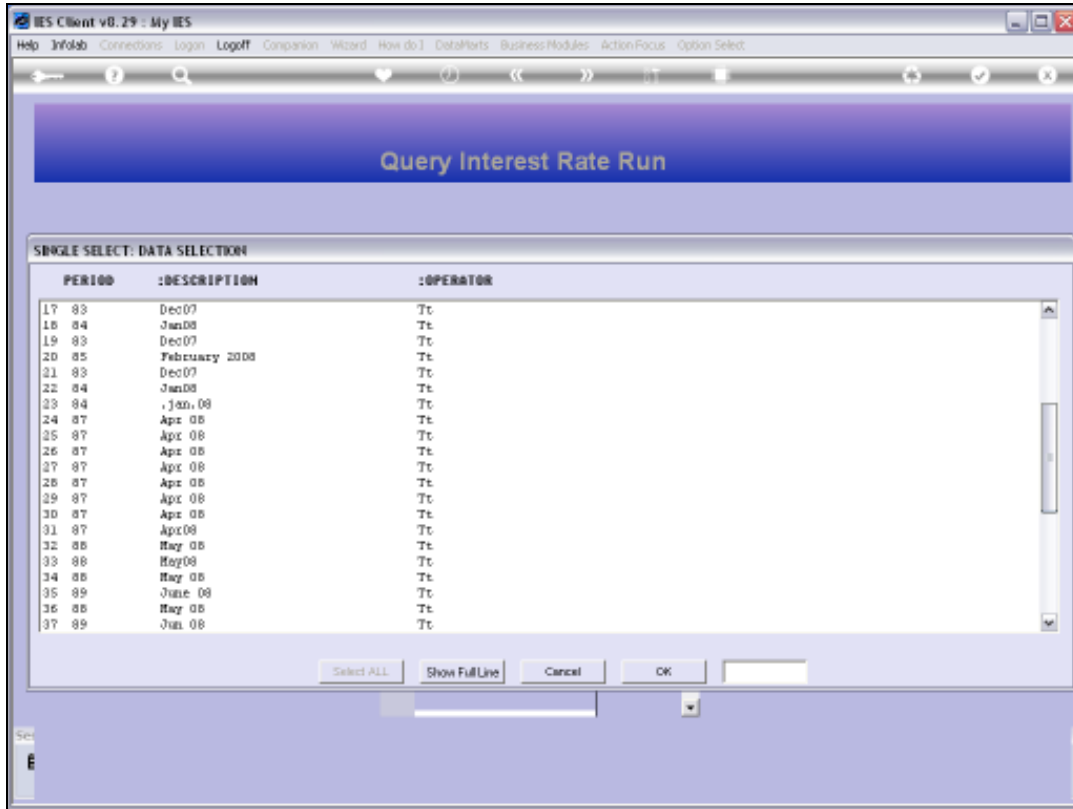 IES Client v8.29 : My IES
Help Infolab Connections Logon Logoff Companion Wizard How do I DataMarts Business Modules Action Focus Option Select
Query Interest Rate Run
SINGLE SELECT: DATA SELECTION
PERIOD :DESCRIPTION :OPERATOR
17 83 Dec07 Tt
18 84 Jan08 Tt
19 83 Dec07 Tt
20 85 February 2008 Tt
21 83 Dec07 Tt
22 84 Jan08 Tt
23 84 .jan.08 Tt
24 87 Apr 08 Tt
25 87 Apr 08 Tt
26 87 Apr 08 Tt
27 87 Apr 08 Tt
28 87 Apr 08 Tt
29 87 Apr 08 Tt
30 87 Apr 08 Tt
31 87 Apr08 Tt
32 88 May 08 Tt
33 88 May08 Tt
34 88 May 08 Tt
35 89 June 08 Tt
36 88 May 08 Tt
37 89 Jun 08 Tt
Select ALL Show Full Line Cancel OK